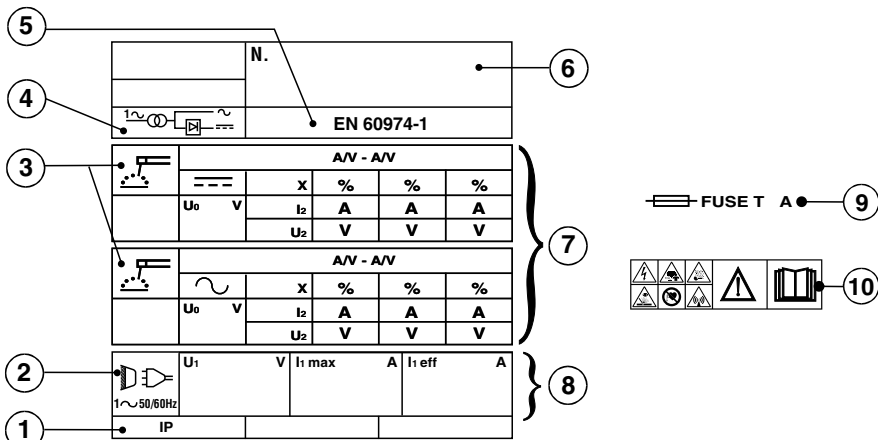 5
N.
6
4
1~
EN 60974-1
3
A/V - A/V
X % % %
U0 V I2 A A A
U2 V V V
7
FUSE T A
9
A/V - A/V
X % % %
U0 V I2 A A A
U2 V V V
10
2
U1 V I1 max A I1 eff A
1~50/60Hz
8
1
IP